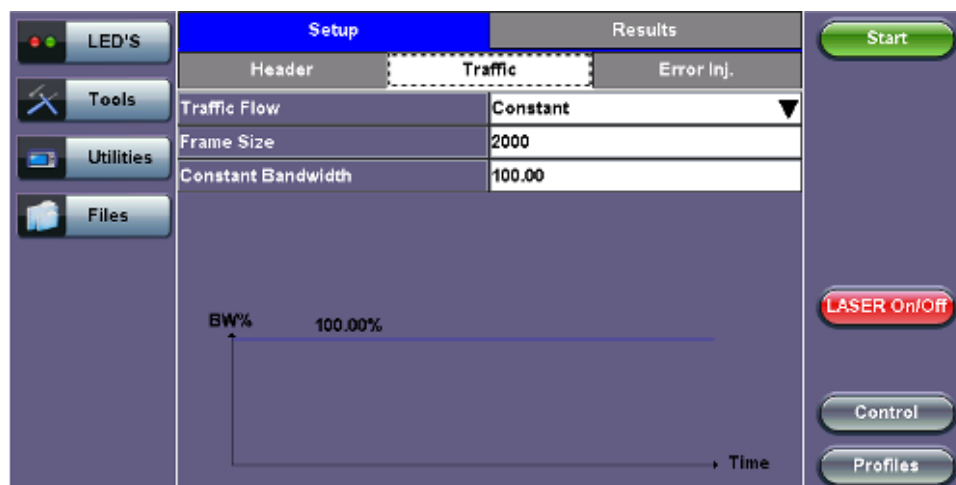 LED'S
Tools
Utilities
Files
Setup
Results
Header
Traffic
Error Inj.
Traffic Flow
Constant
Frame Size
2000
Constant Bandwidth
100.00
BW%
100.00%
Time
Start
LASER On/Off
Control
Profiles